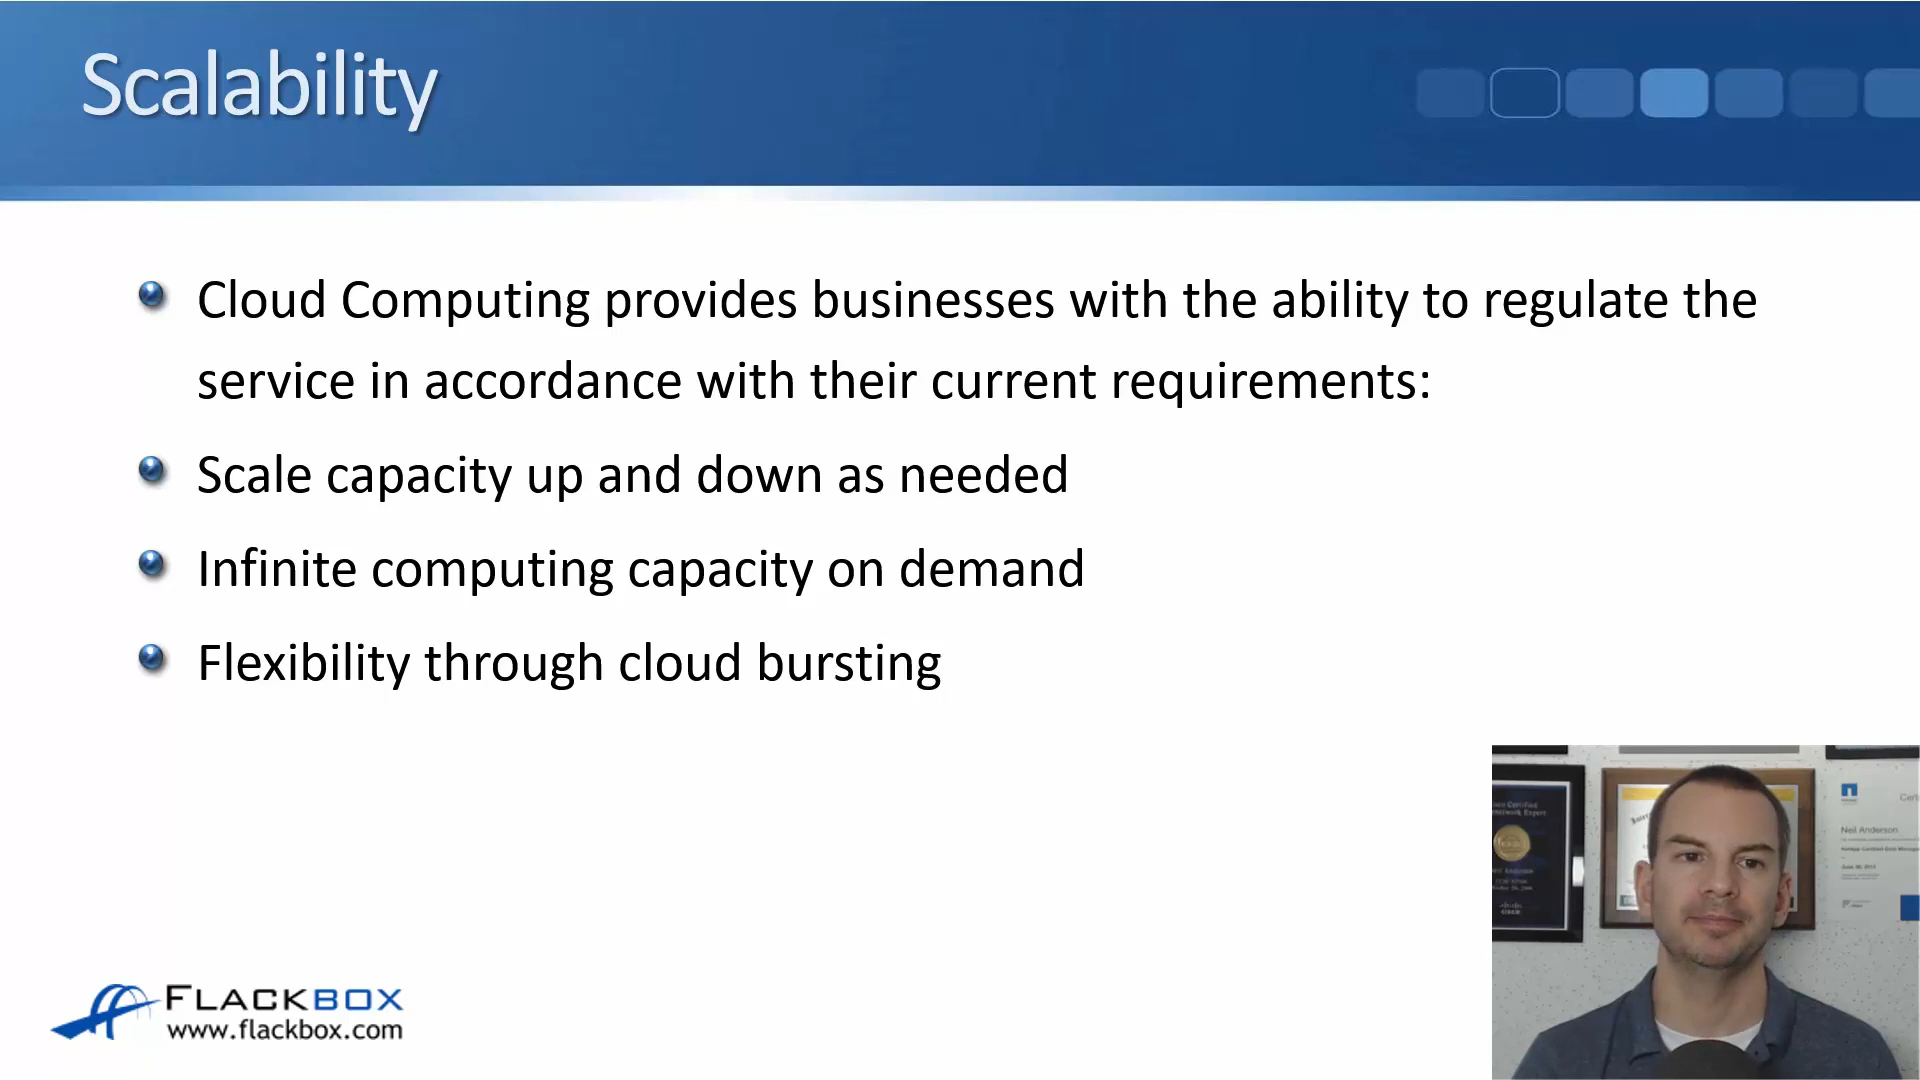 Scalability
Cloud Computing provides businesses with the ability to regulate the
service in accordance with their current requirements:
Scale capacity up and down as needed
Infinite computing capacity on demand
Flexibility through cloud bursting
Neil Anderson
FLACKBOX
www.flackbox.com